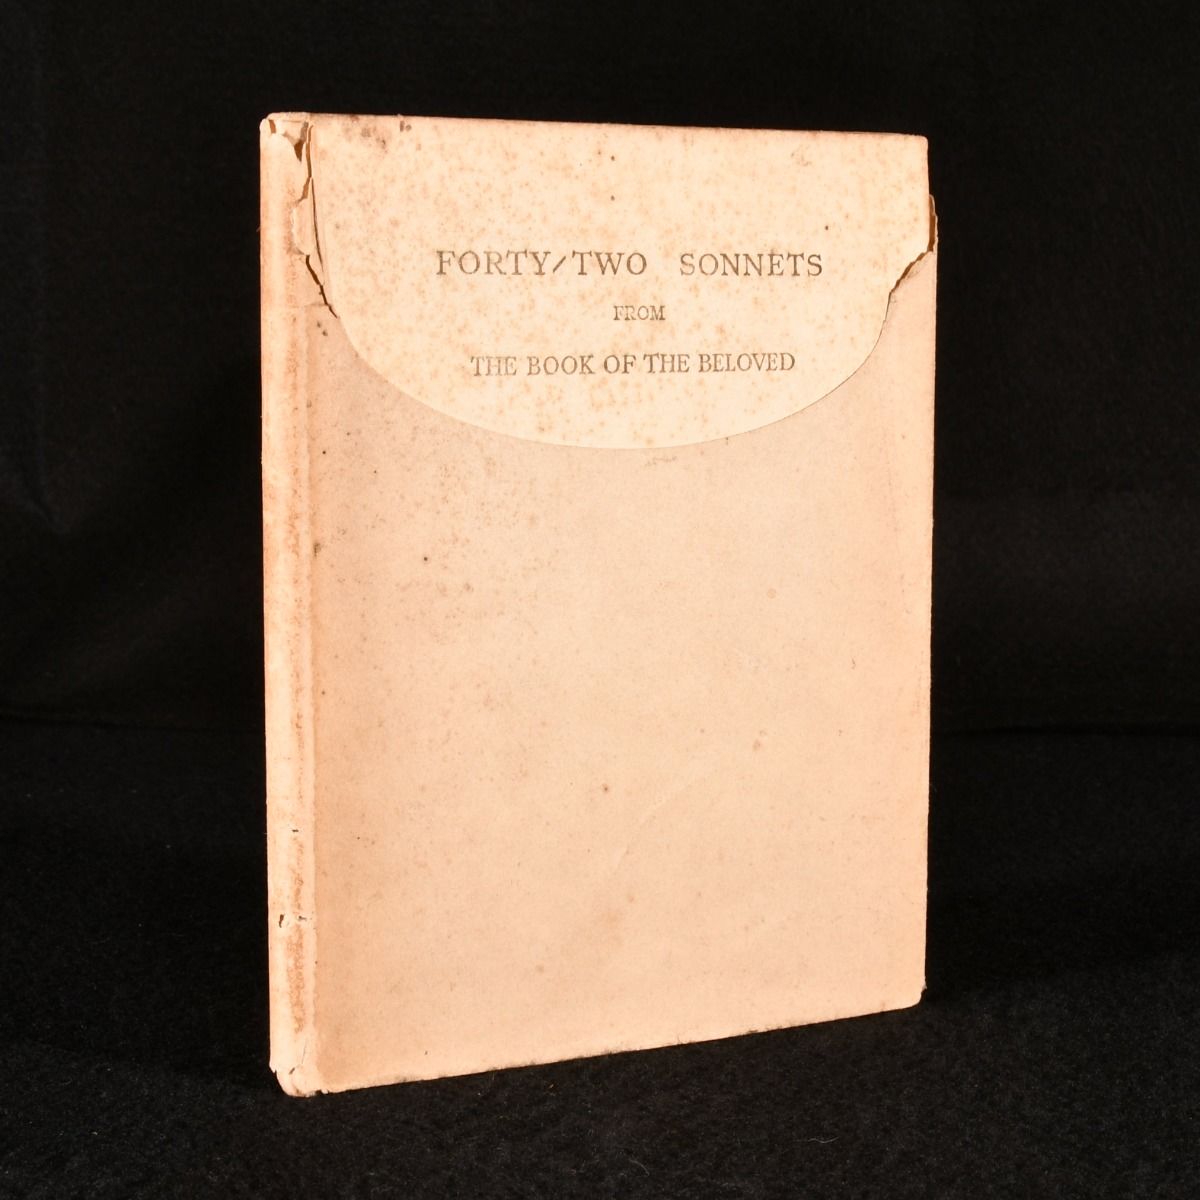 FORTY/TWO SONNETS
FROM
THE BOOK OF THE BELOVED